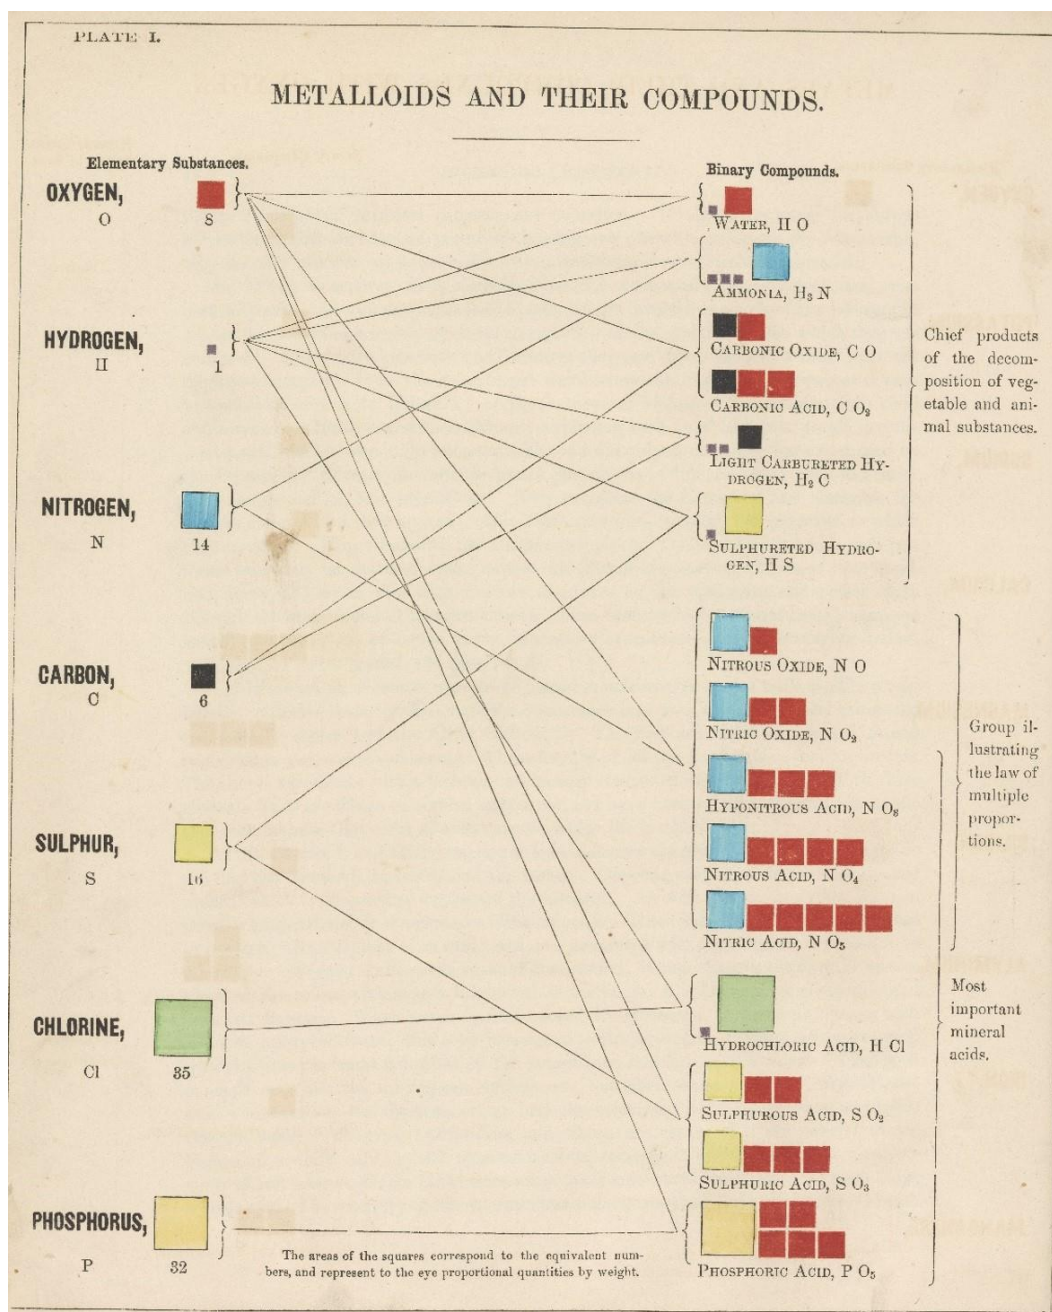 PLATE I.
METALLOIDS AND THEIR COMPOUNDS.
Elementary Substances.
OXYGEN,
O
8
HYDROGEN,
H
1
NITROGEN,
N
14
CARBON,
C
6
SULPHUR,
S
16
CHLORINE,
Cl
35
PHOSPHORUS,
P
32
Binary Compounds.
WATER, H O
AMMONIA, H₃ N
CARBONIC OXIDE, C O
CARBONIC ACID, C O₂
LIGHT CARBURETED HY-
DROGEN, H₂ C
SULPHURETED HYDRO-
GEN, H S
Chief products
of the decom-
position of veg-
etable and ani-
mal substances.
NITROUS OXIDE, N O
NITRIC OXIDE, N O₂
HYPONITROUS ACID, N O₃
NITROUS ACID, N O₄
NITRIC ACID, N O₅
Group il-
lustrating
the law of
multiple
propor-
tions.
HYDROCHLORIC ACID, H Cl
SULPHUROUS ACID, S O₂
SULPHURIC ACID, S O₃
PHOSPHORIC ACID, P O₅
Most
important
mineral
acids.
The areas of the squares correspond to the equivalent num-
bers, and represent to the eye proportional quantities by weight.